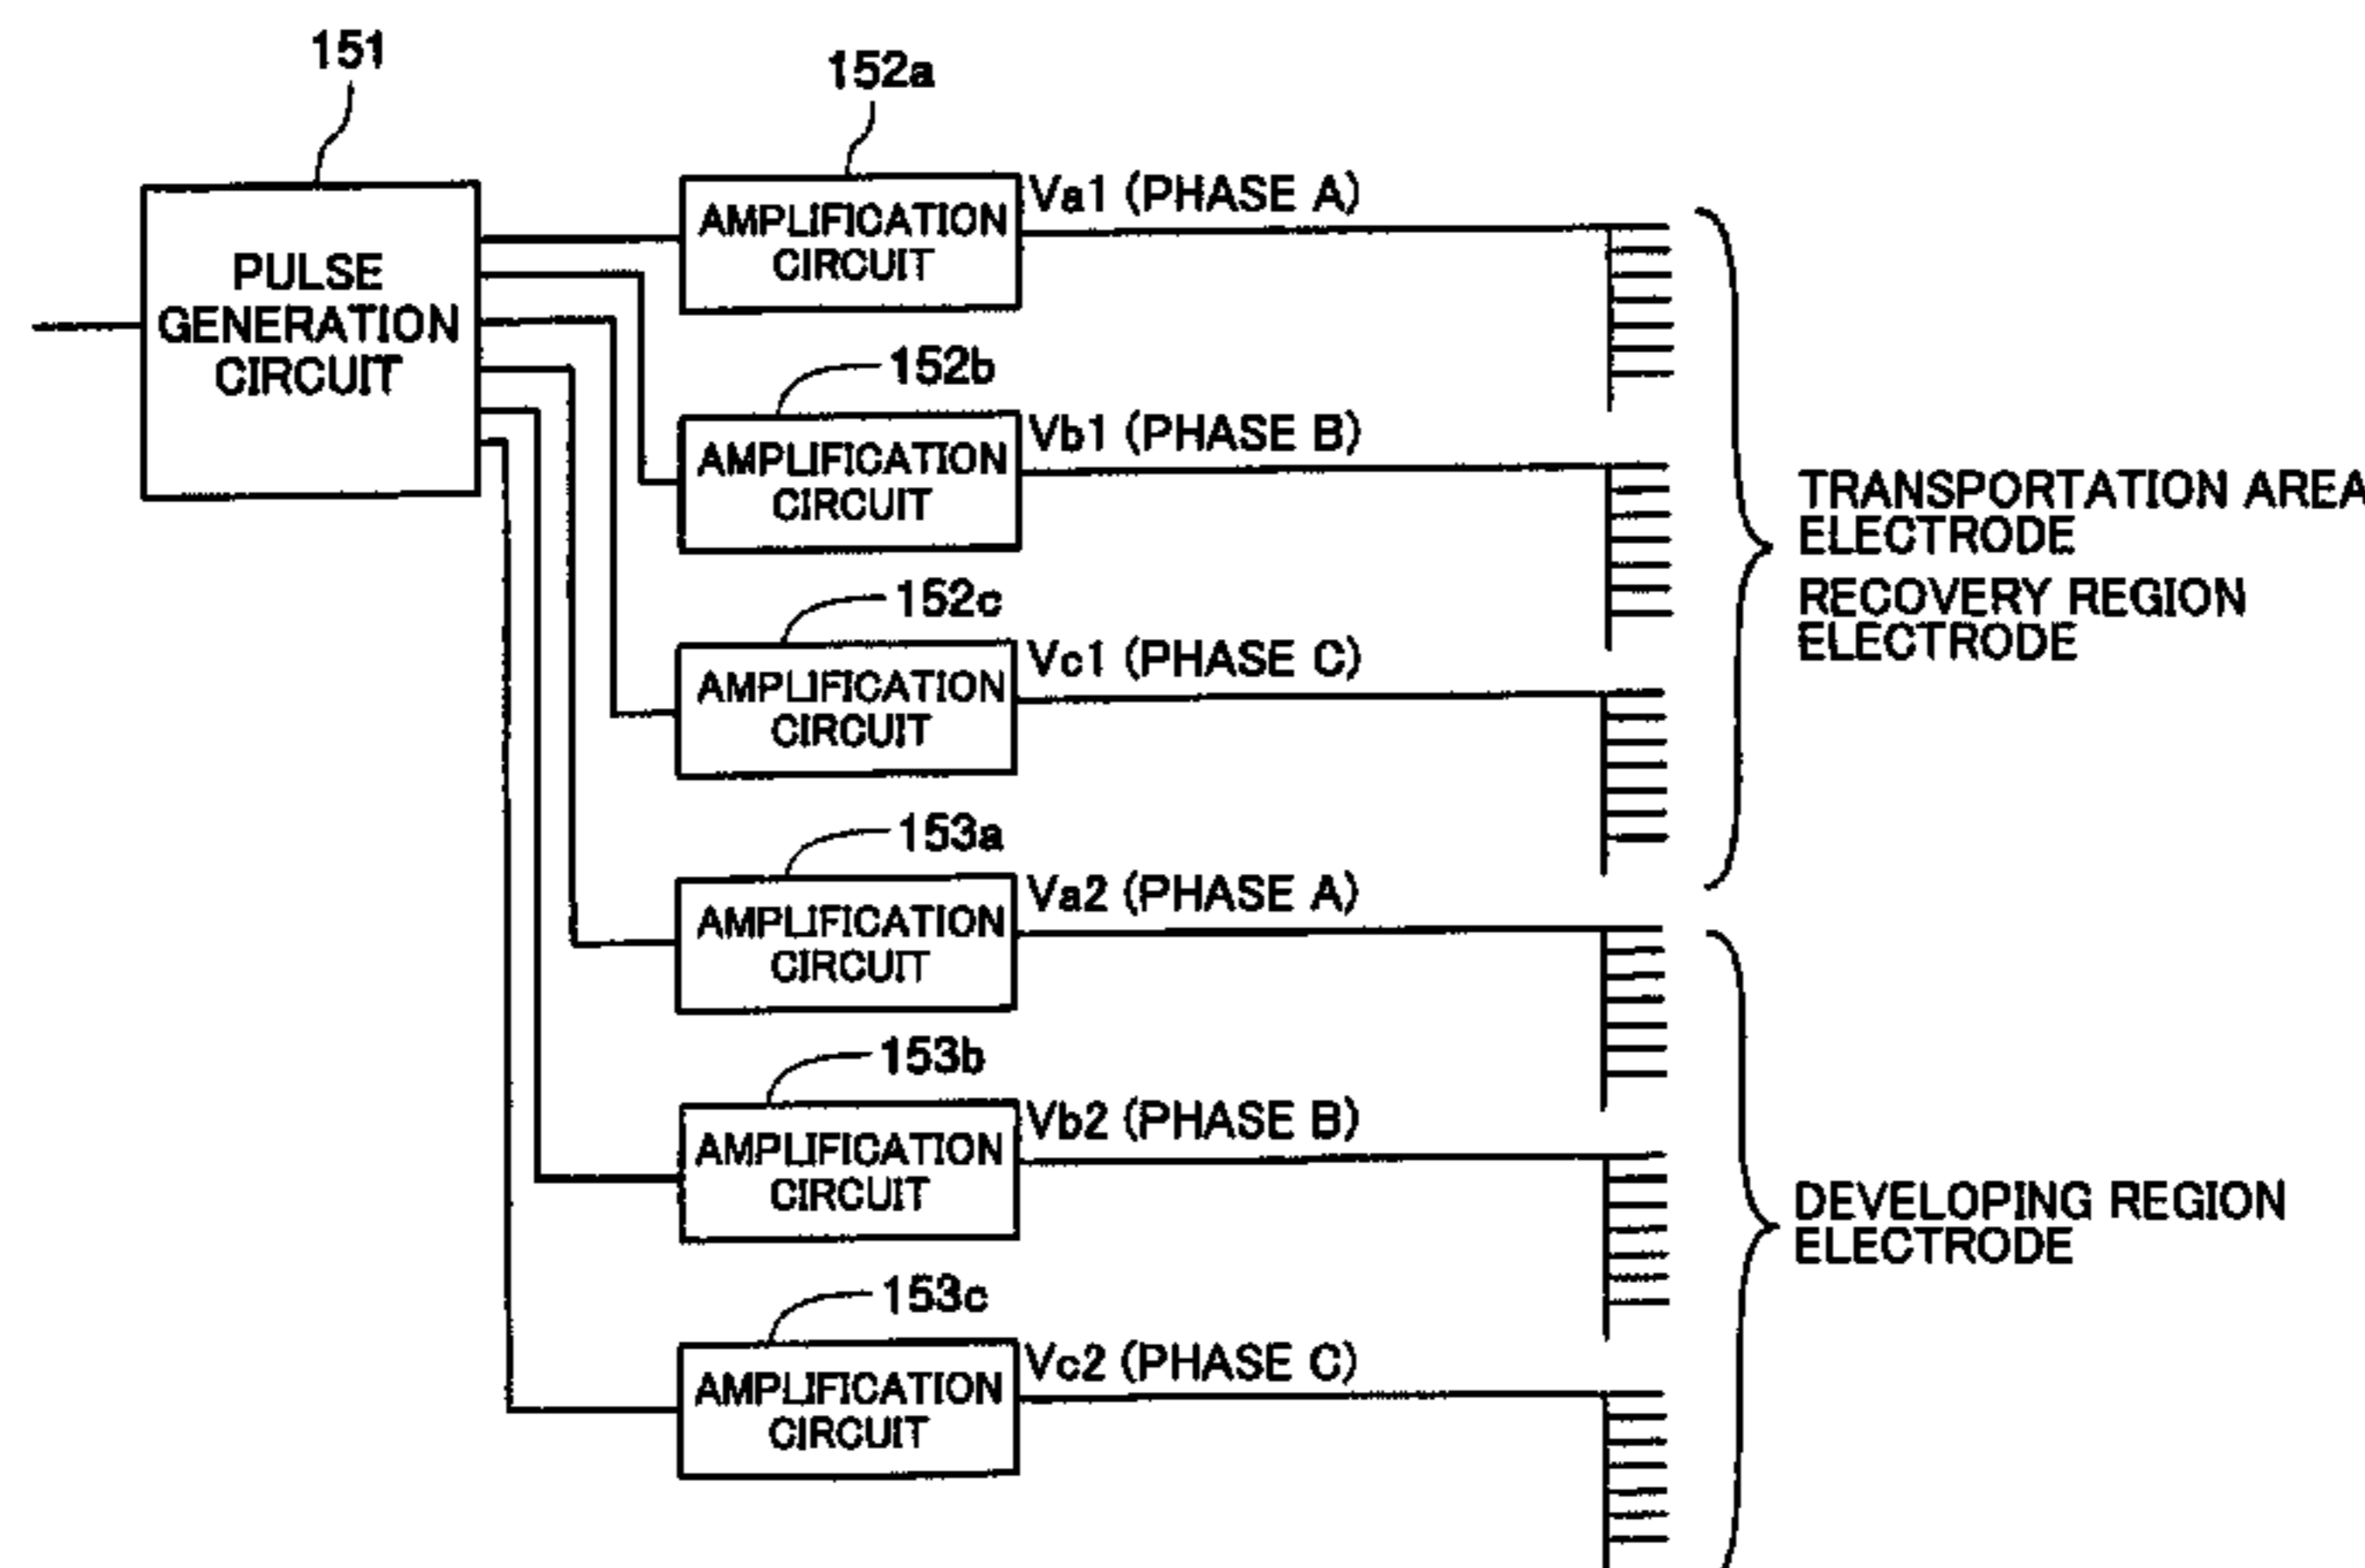 151
152a
PULSE
GENERATION
CIRCUIT
AMPLIFICATION
CIRCUIT
Va1 (PHASE A)
152b
AMPLIFICATION
CIRCUIT
Vb1 (PHASE B)
152c
AMPLIFICATION
CIRCUIT
Vc1 (PHASE C)
TRANSPORTATION AREA
ELECTRODE
RECOVERY REGION
ELECTRODE
153a
AMPLIFICATION
CIRCUIT
Va2 (PHASE A)
153b
AMPLIFICATION
CIRCUIT
Vb2 (PHASE B)
153c
AMPLIFICATION
CIRCUIT
Vc2 (PHASE C)
DEVELOPING REGION
ELECTRODE